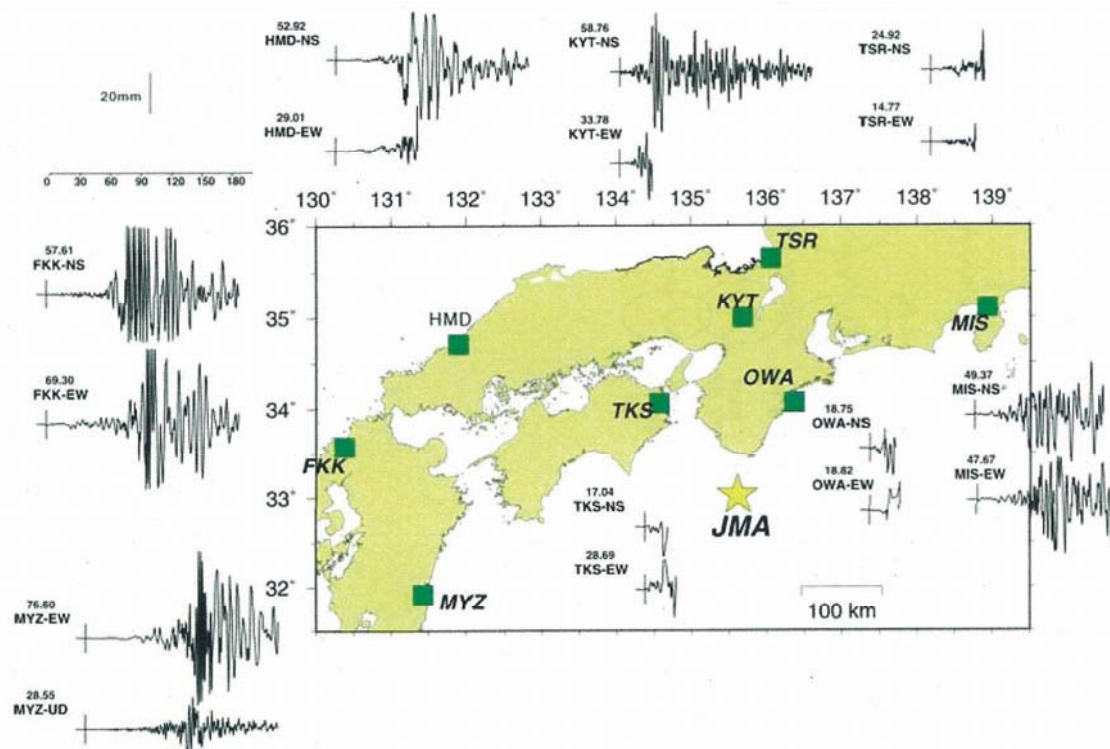 52.92
HMD-NS
58.76
KYT-NS
24.92
TSR-NS
20mm
29.01
HMD-EW
33.78
KYT-EW
14.77
TSR-EW
0 30 60 90 120 150 180
130° 131° 132° 133° 134° 135° 136° 137° 138° 139°
36°
35°
34°
33°
32°
57.61
FKK-NS
69.30
FKK-EW
76.60
MYZ-EW
28.55
MYZ-UD
TSR
KYT
HMD
MIS
OWA
TKS
FKK
MYZ
JMA
49.37
MIS-NS
47.67
MIS-EW
18.75
OWA-NS
18.82
OWA-EW
17.04
TKS-NS
28.69
TKS-EW
100 km